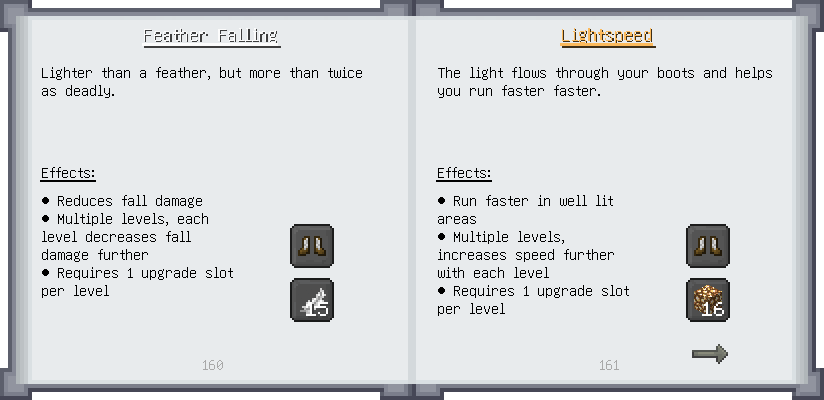 Feather Falling
Lighter than a feather, but more than twice
as deadly.
Effects:
● Reduces fall damage
● Multiple levels, each
level decreases fall
damage further
● Requires 1 upgrade slot
per level
15
160
Lightspeed
The light flows through your boots and helps
you run faster faster.
Effects:
● Run faster in well lit
areas
● Multiple levels,
increases speed further
with each level
● Requires 1 upgrade slot
per level
16
161